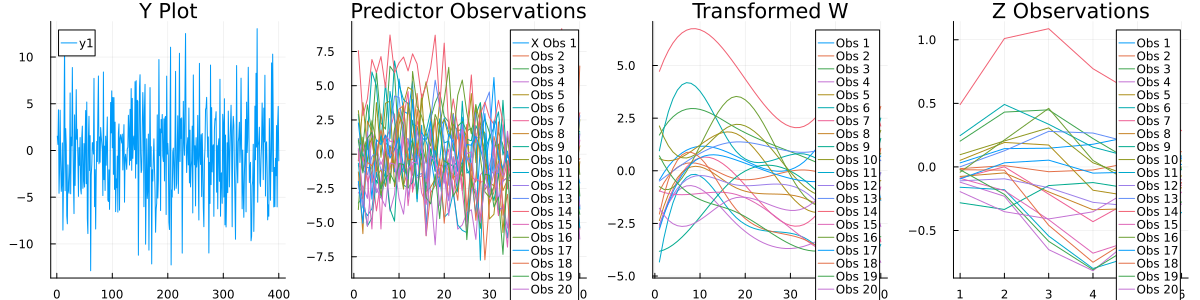 Y Plot
y1
10
5
0
−5
−10
0
100
200
300
400
Predictor Observations
X Obs 1
Obs 2
Obs 3
Obs 4
Obs 5
Obs 6
Obs 7
Obs 8
Obs 9
Obs 10
Obs 11
Obs 12
Obs 13
Obs 14
Obs 15
Obs 16
Obs 17
Obs 18
Obs 19
Obs 20
7.5
5.0
2.5
0.0
−2.5
−5.0
−7.5
0
10
20
30
0
Transformed W
Obs 1
Obs 2
Obs 3
Obs 4
Obs 5
Obs 6
Obs 7
Obs 8
Obs 9
Obs 10
Obs 11
Obs 12
Obs 13
Obs 14
Obs 15
Obs 16
Obs 17
Obs 18
Obs 19
Obs 20
5.0
2.5
0.0
−2.5
−5.0
0
10
20
30
0
Z Observations
Obs 1
Obs 2
Obs 3
Obs 4
Obs 5
Obs 6
Obs 7
Obs 8
Obs 9
Obs 10
Obs 11
Obs 12
Obs 13
Obs 14
Obs 15
Obs 16
Obs 17
Obs 18
Obs 19
Obs 20
1.0
0.5
0.0
−0.5
1
2
3
4